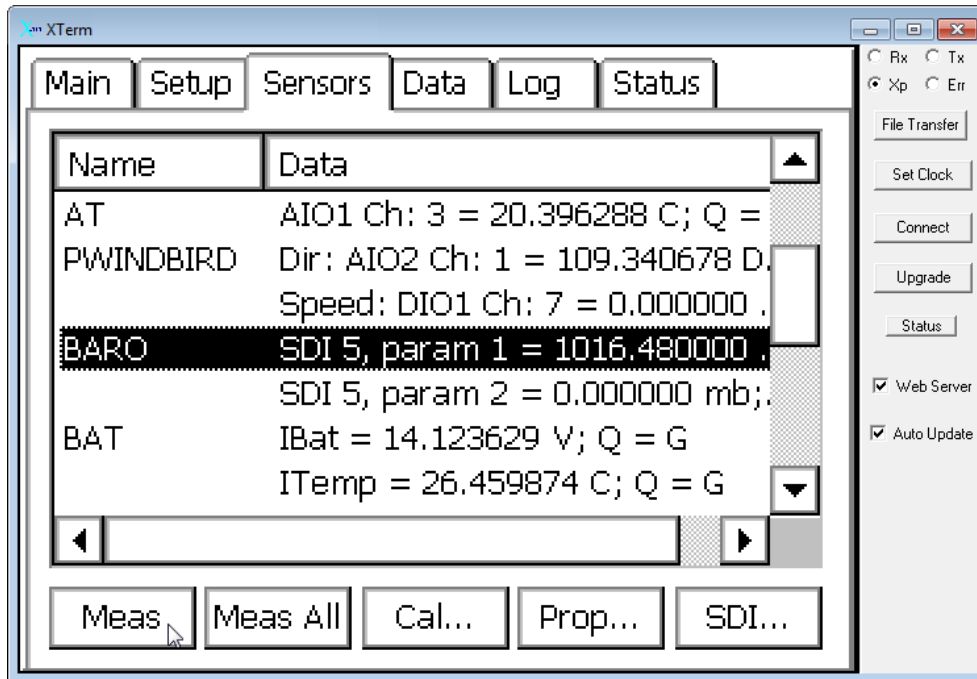 XTerm
Main Setup Sensors Data Log Status
Name Data
AT AIO1 Ch: 3 = 20.396288 C; Q =
PWINDBIRD Dir: AIO2 Ch: 1 = 109.340678 D.
Speed: DIO1 Ch: 7 = 0.000000 .
BARO SDI 5, param 1 = 1016.480000 .
SDI 5, param 2 = 0.000000 mb;.
BAT IBat = 14.123629 V; Q = G
ITemp = 26.459874 C; Q = G
Meas Meas All Cal... Prop... SDI...
Rx Tx
Xp Err
File Transfer
Set Clock
Connect
Upgrade
Status
Web Server
Auto Update